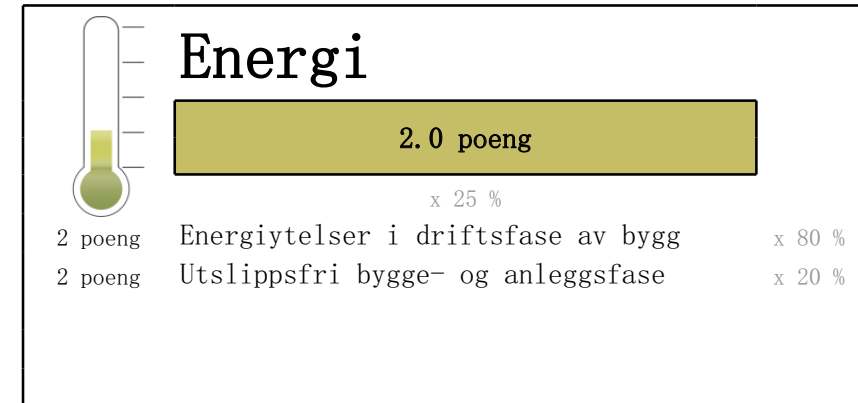 Energi
2.0 poeng
x 25 %
2 poeng Energiytelser i driftsfase av bygg x 80 %
2 poeng Utslippsfri bygge- og anleggsfase x 20 %